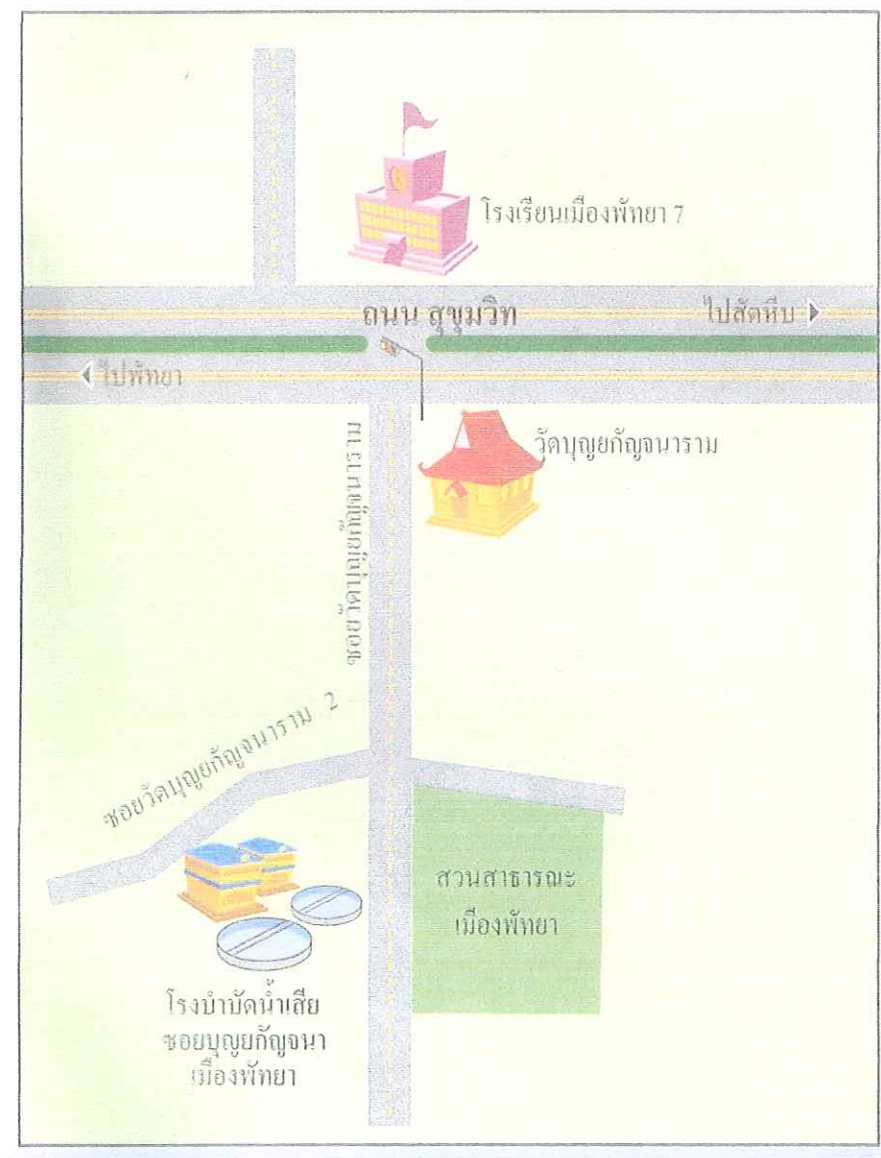 โรงเรียนเมืองพัทยา 7
ถนน สุขุมวิท
ไปสัตหีบ
ไปพัทยา
วัดบุญยกัญจนาราม
ซอยวัดบุญยกัญจนาราม
ซอยวัดบุญยกัญจนาราม 2
สวนสาธารณะ
เมืองพัทยา
โรงบำบัดน้ำเสีย
ซอยบุญยกัญจนา
เมืองพัทยา